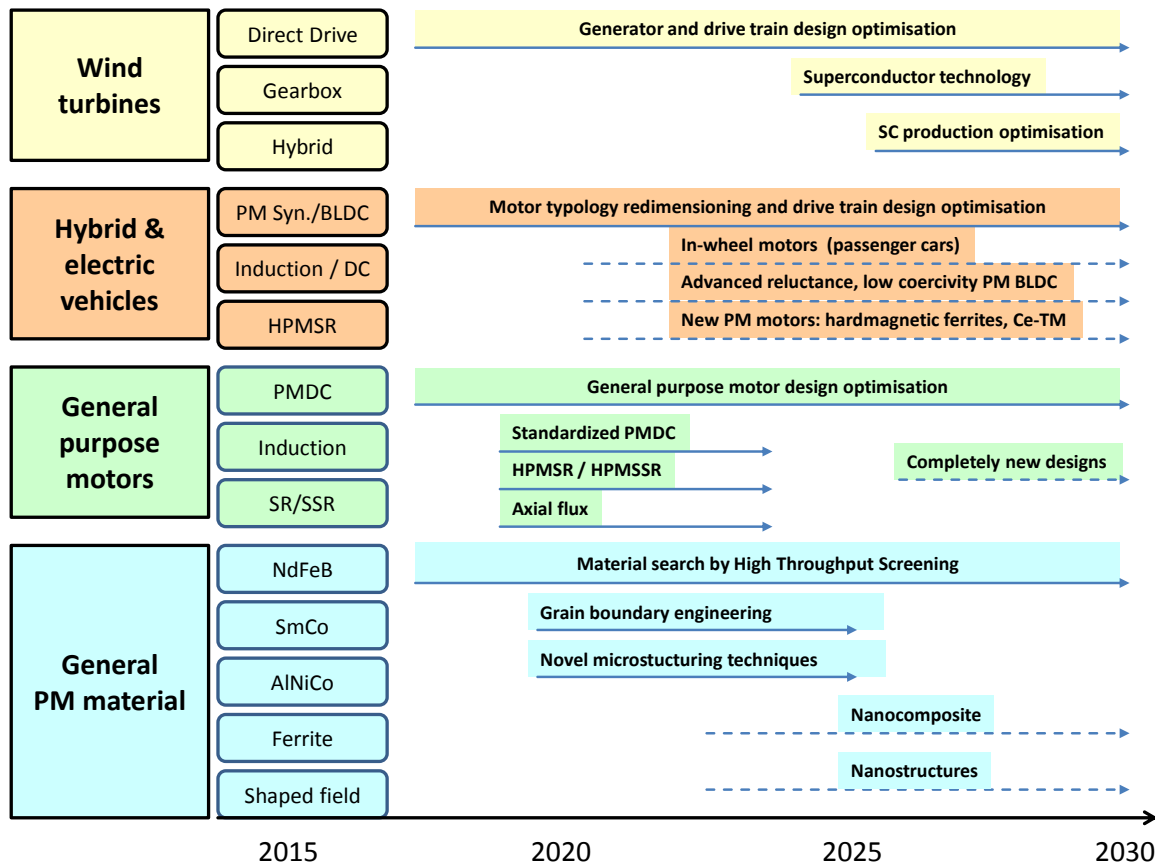 Wind
turbines
Direct Drive
Gearbox
Hybrid
Generator and drive train design optimisation
Superconductor technology
SC production optimisation
Hybrid &
electric
vehicles
PM Syn./BLDC
Induction / DC
HPMSR
Motor typology redimensioning and drive train design optimisation
In-wheel motors (passenger cars)
Advanced reluctance, low coercivity PM BLDC
New PM motors: hardmagnetic ferrites, Ce-TM
General
purpose
motors
PMDC
Induction
SR/SSR
General purpose motor design optimisation
Standardized PMDC
HPMSR / HPMSSR
Axial flux
Completely new designs
General
PM material
NdFeB
SmCo
AlNiCo
Ferrite
Shaped field
Material search by High Throughput Screening
Grain boundary engineering
Novel microstucturing techniques
Nanocomposite
Nanostructures
2015 2020 2025 2030